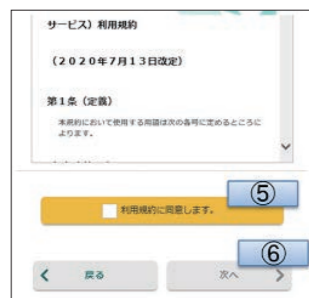 サービス）利用規約
（２０２０年７月１３日改定）
第１条（定義）
本規約において使用する用語は次の各号に定めるところに
よります。
⑤
利用規約に同意します。
⑥
戻る
次へ